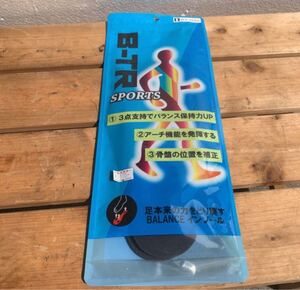 B-TR
SPORTS
①3点支持でバランス保持力UP
②アーチ機能を発揮する
③骨盤の位置を補正
足本来の力をとり戻す
BALANCE インソール